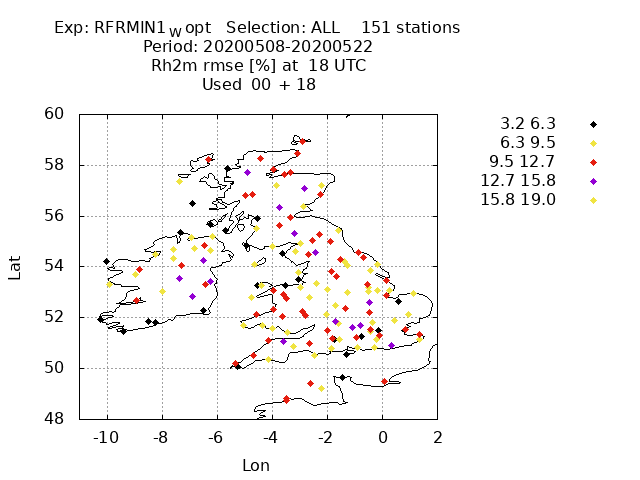 Exp: RFRMIN1_W opt Selection: ALL 151 stations
Period: 20200508-20200522
Rh2m rmse [%] at 18 UTC
Used 00 + 18
3.2 6.3
6.3 9.5
9.5 12.7
12.7 15.8
15.8 19.0
60
58
56
54
52
50
48
Lat
-10 -8 -6 -4 -2 0 2
Lon